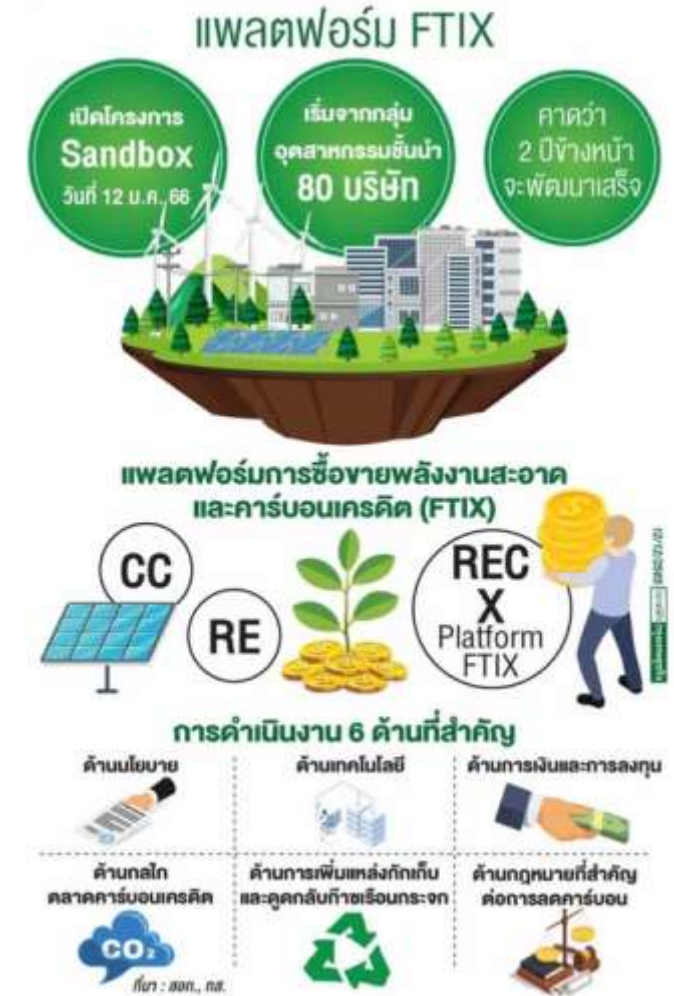 แพลตฟอร์ม FTIX
เปิดโครงการ
Sandbox
วันที่ 12 ม.ค. 66
เริ่มจากกลุ่ม
อุตสาหกรรมชั้นนำ
80 บริษัท
คาดว่า
2 ปีข้างหน้า
จะพัฒนาเสร็จ
แพลตฟอร์มการซื้อขายพลังงานสะอาด
และคาร์บอนเครดิต (FTIX)
CC
RE
REC
X
Platform
FTIX
กรุงเทพธุรกิจ
การดำเนินงาน 6 ด้านที่สำคัญ
ด้านนโยบาย
ด้านเทคโนโลยี
ด้านการเงินและการลงทุน
ด้านกลไก
ตลาดคาร์บอนเครดิต
ด้านการเพิ่มแหล่งกักเก็บ
และดูดกลับก๊าซเรือนกระจก
ด้านกฎหมายที่สำคัญ
ต่อการลดคาร์บอน
CO2
ที่มา : สอท., กส.